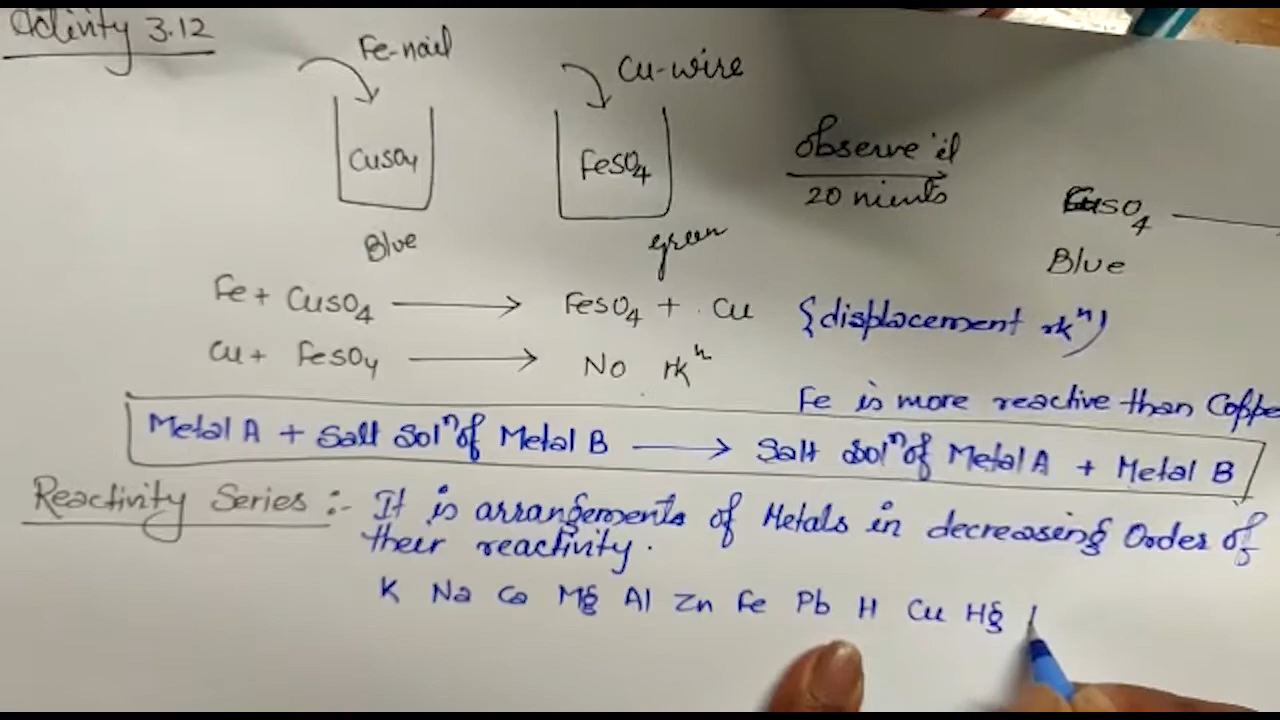 Activity 3.12
Fe-nail
Cu-wire
CuSO4
FeSO4
observe it
20 nients
SO4
Blue
green
Blue
Fe + CuSO4 → FeSO4 + Cu {displacement rxn}
Cu + FeSO4 → No rxn
Fe is more reactive than Coppe
Metal A + Salt Soln of Metal B → Salt Soln of Metal A + Metal B
Reactivity Series :- It is arrangements of Metals in decreasing Order of
their reactivity.
K Na Ca Mg Al Zn Fe Pb H Cu Hg